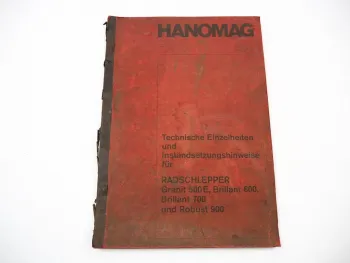 HANOMAG
Technische Einzelheiten
und
Instandsetzungshinweise
für
RADSCHLEPPER
Granit 500 E, Brillant 600,
Brillant 700
und Robust 900